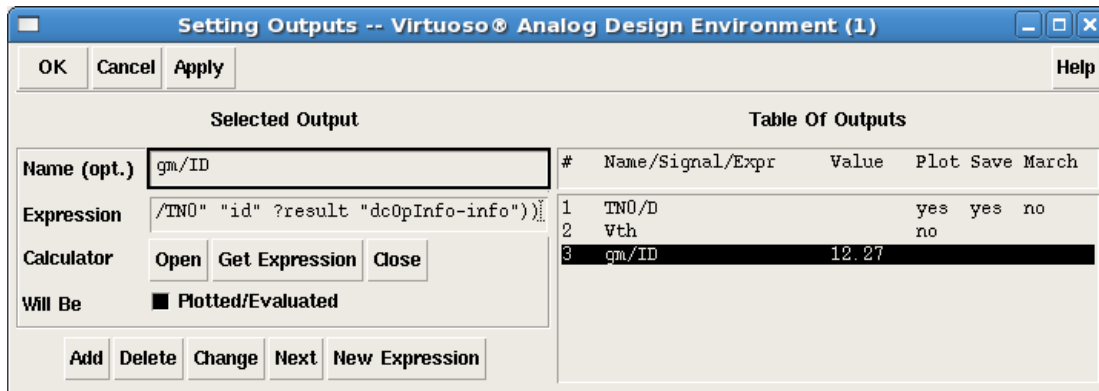 Setting Outputs -- Virtuoso® Analog Design Environment (1)
OK Cancel Apply Help
Selected Output
Name (opt.) gm/ID
Expression /TN0" "id" ?result "dcOpInfo-info"))
Calculator Open Get Expression Close
Will Be Plotted/Evaluated
Add Delete Change Next New Expression
Table Of Outputs
# Name/Signal/Expr Value Plot Save March
1 TN0/D yes yes no
2 Vth no
3 gm/ID 12.27